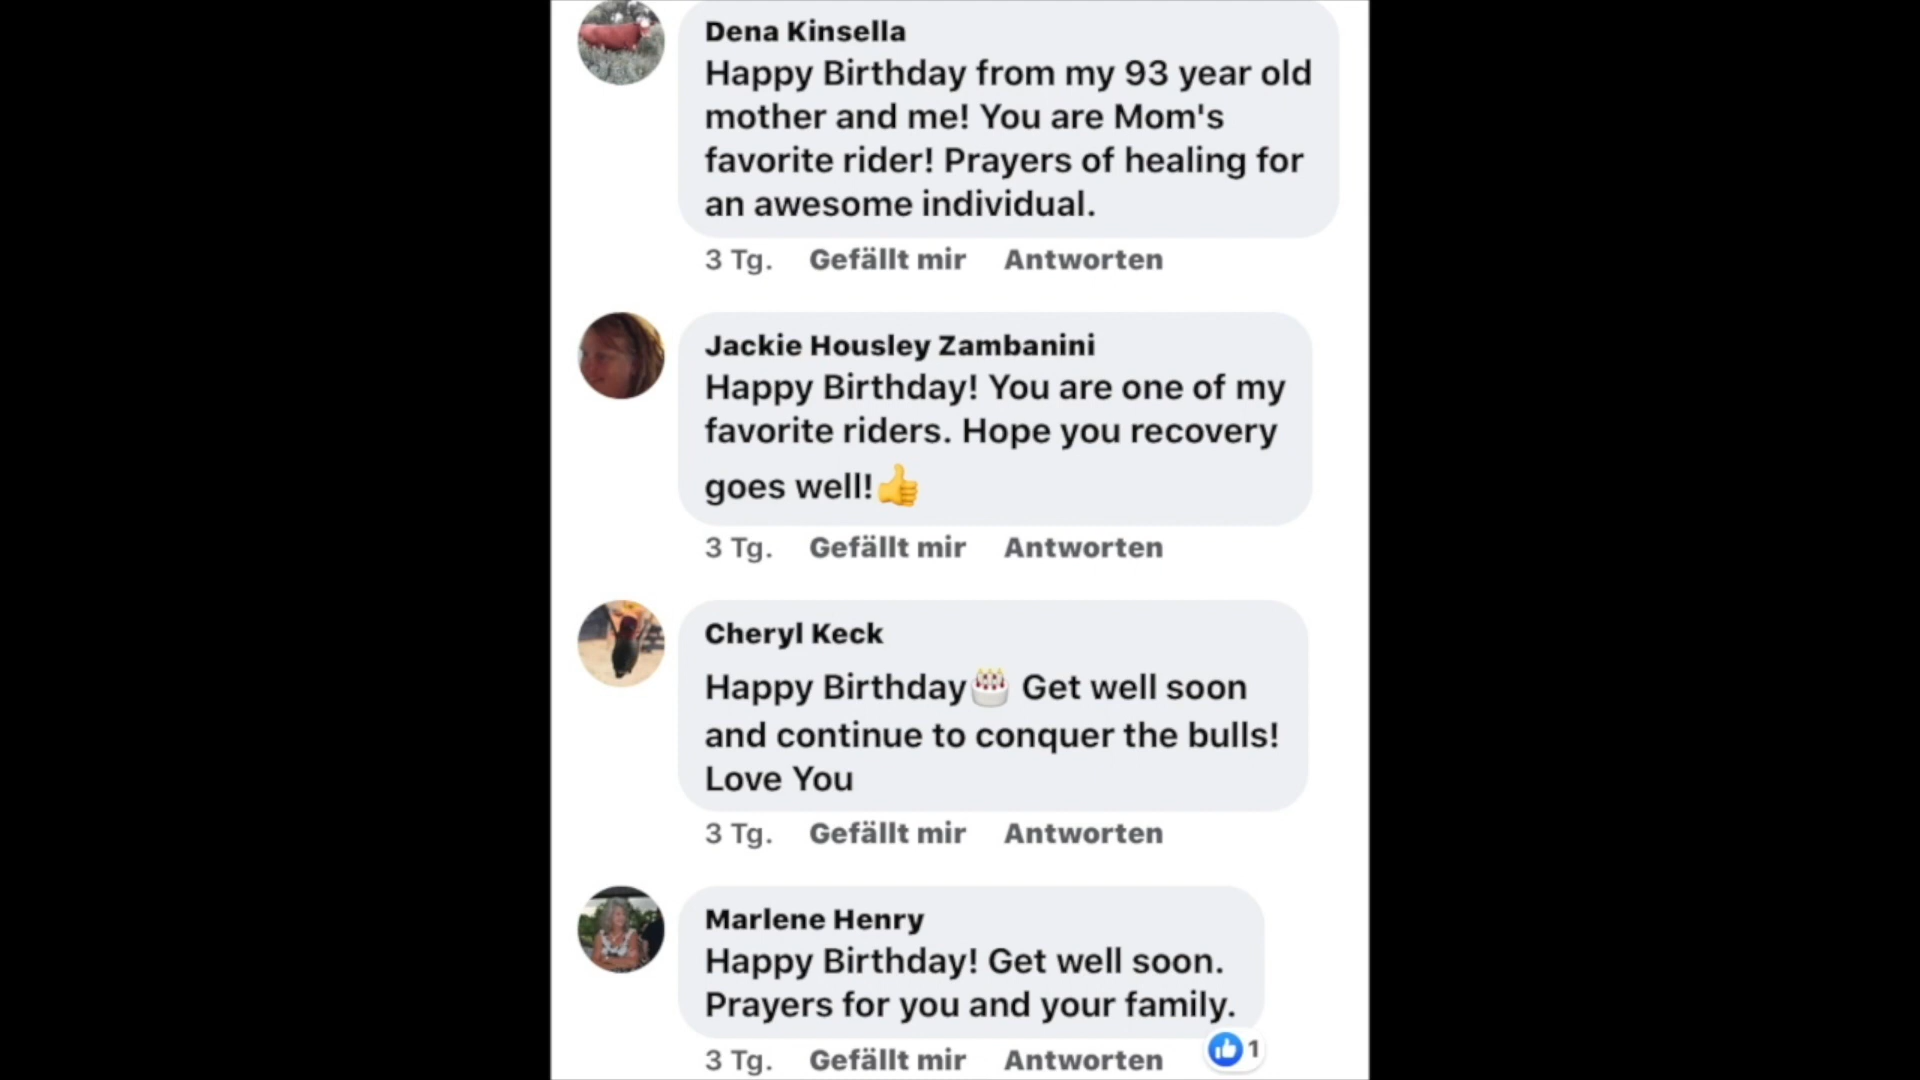 Dena Kinsella
Happy Birthday from my 93 year old
mother and me! You are Mom's
favorite rider! Prayers of healing for
an awesome individual.
3 Tg. Gefällt mir Antworten
Jackie Housley Zambanini
Happy Birthday! You are one of my
favorite riders. Hope you recovery
goes well!👍
3 Tg. Gefällt mir Antworten
Cheryl Keck
Happy Birthday🎂 Get well soon
and continue to conquer the bulls!
Love You
3 Tg. Gefällt mir Antworten
Marlene Henry
Happy Birthday! Get well soon.
Prayers for you and your family.
3 Tg. Gefällt mir Antworten 1